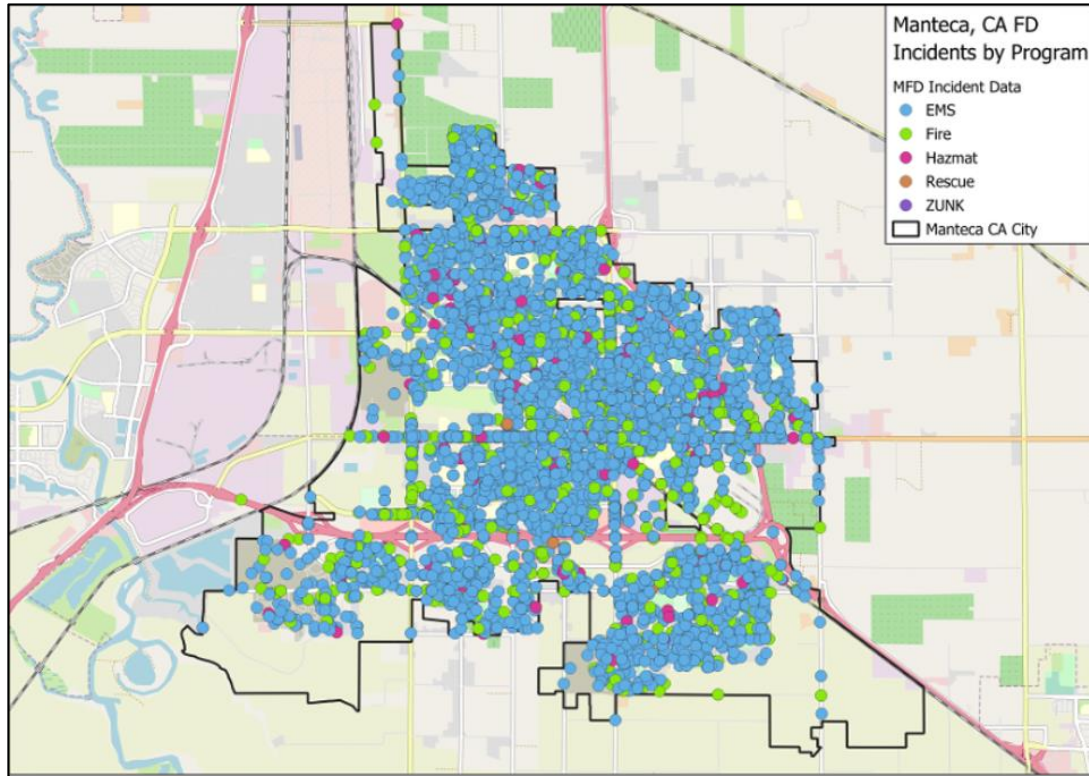 Manteca, CA FD
Incidents by Program
MFD Incident Data
EMS
Fire
Hazmat
Rescue
ZUNK
Manteca CA City